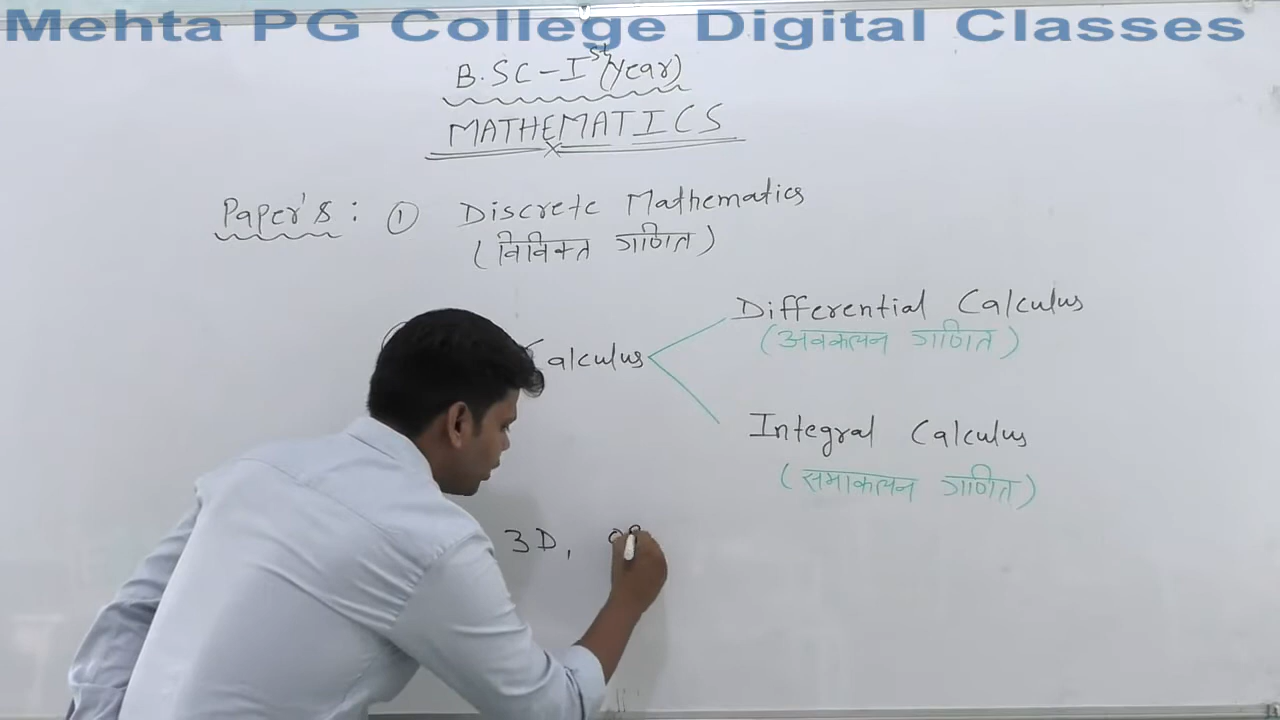 Mehta PG College Digital Classes
B.SC-Ist(Year)
MATHEMATICS
Paper's : ① Discrete Mathematics
(विविक्त गणित)
Differential Calculus
(अवकलन गणित)
Calculus
Integral Calculus
(समाकलन गणित)
3D,